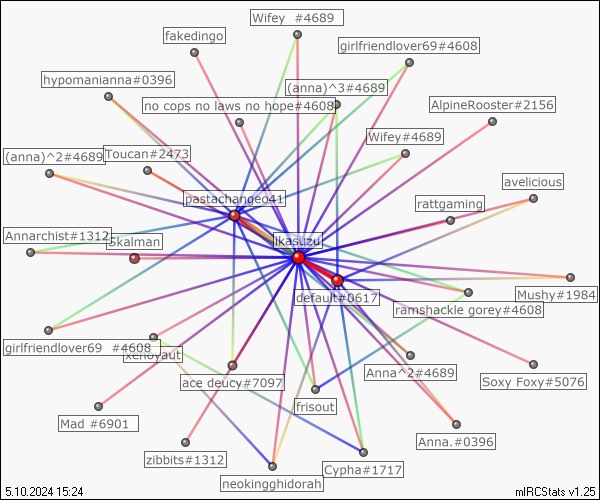 Wifey  #4689
fakedingo
girlfriendlover69#4608
hypomanianna#0396
(anna)^3#4689
no cops no laws no hope#4608
AlpineRooster#2156
Wifey#4689
(anna)^2#4689
Toucan#2473
avelicious
pastachangeo41
rattgaming
Annarchist#1312
Skalman
ikasuzu
default#0617
Mushy#1984
ramshackle gorey#4608
girlfriendlover69  #4608
xenoyaut
Anna^2#4689
ace deucy#7097
Soxy Foxy#5076
frisout
Mad #6901
Anna.#0396
zibbits#1312
Cypha#1717
neokingghidorah
5.10.2024 15:24
mIRCStats v1.25